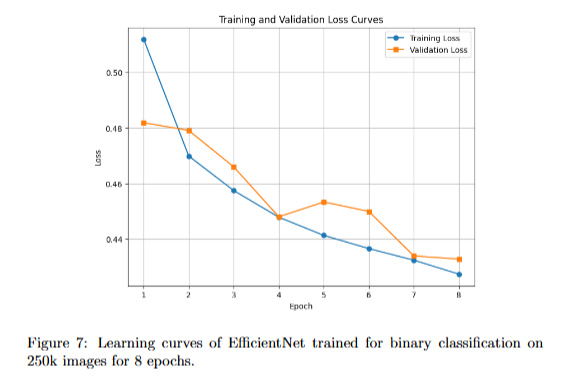 Training and Validation Loss Curves
Training Loss
Validation Loss
0.50
0.48
0.46
0.44
Loss
1 2 3 4 5 6 7 8
Epoch
Figure 7: Learning curves of EfficientNet trained for binary classification on
250k images for 8 epochs.